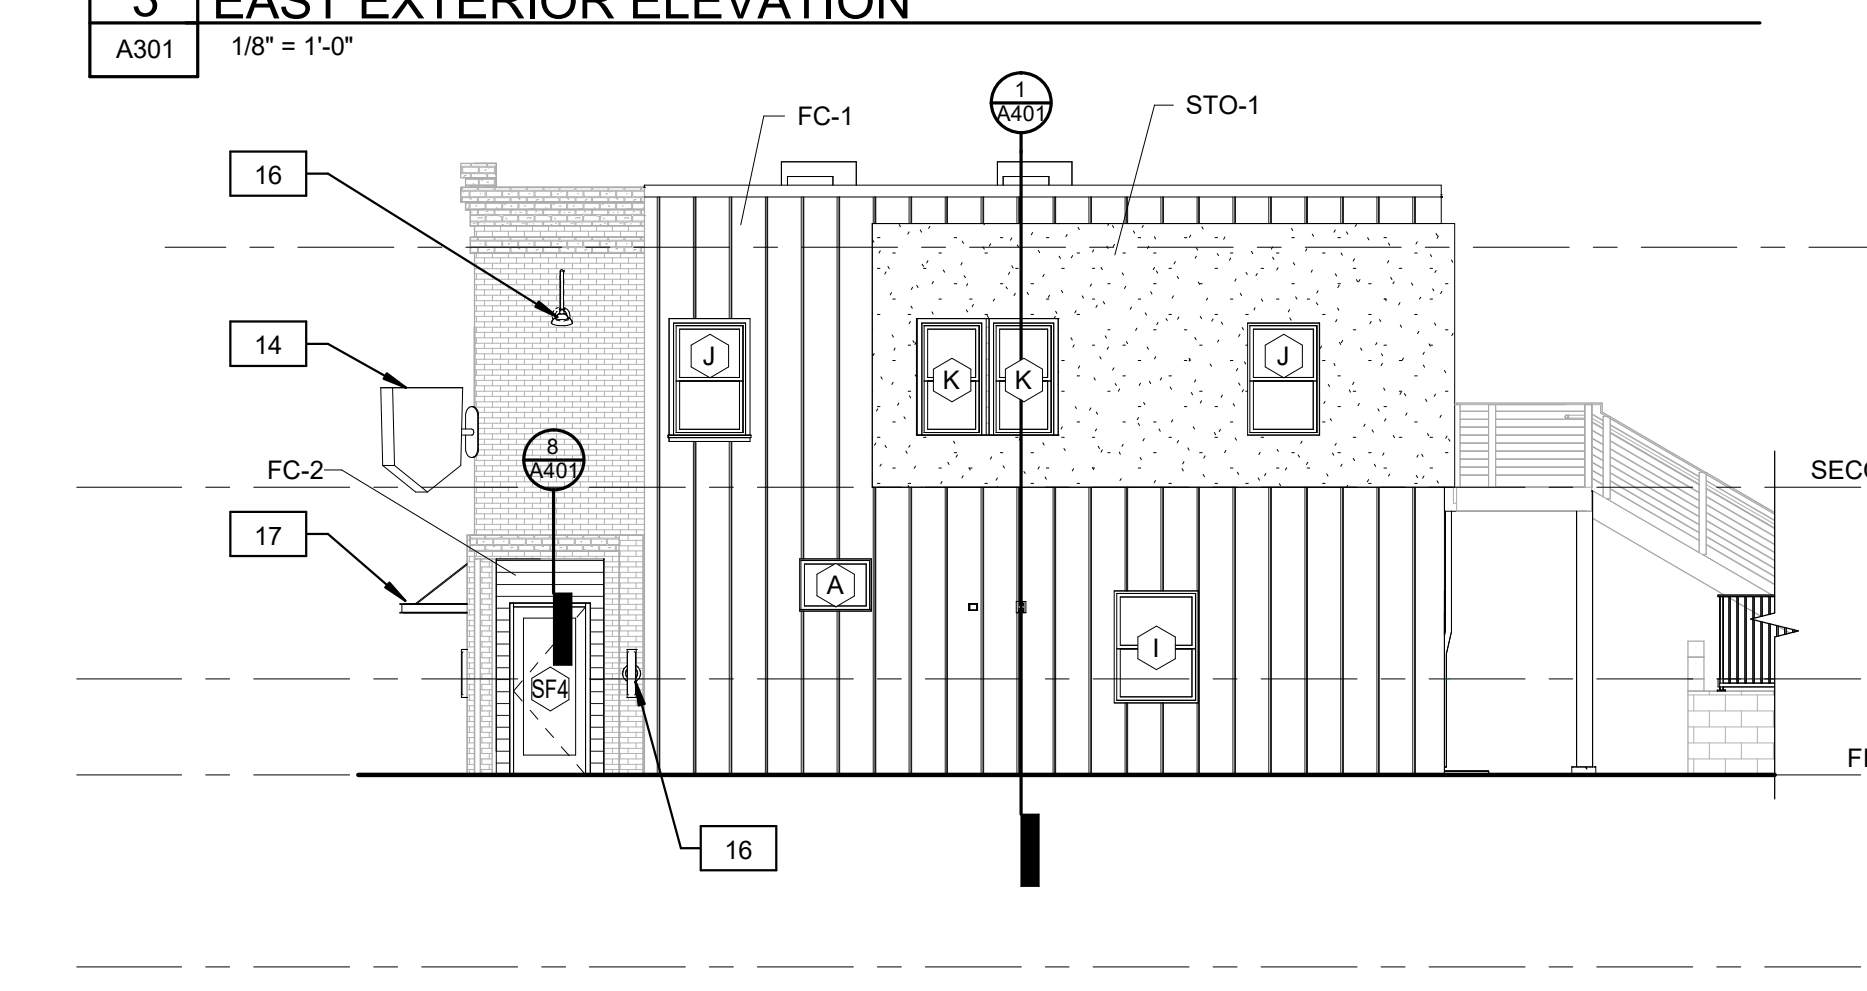 EAST EXTERIOR ELEVATION
A301
1/8" = 1'-0"
1
A401
FC-1
STO-1
16
14
J
K
K
J
8
A401
FC-2
17
A
I
SF4
16